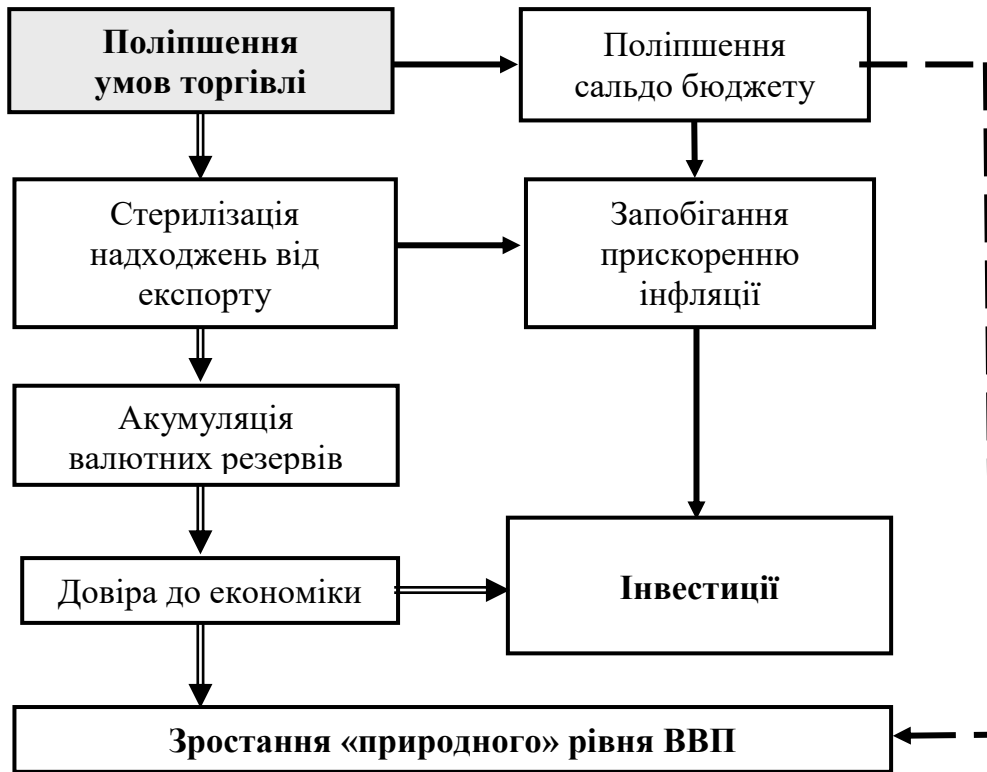 Поліпшення
умов торгівлі
Поліпшення
сальдо бюджету
Стерилізація
надходжень від
експорту
Запобігання
прискоренню
інфляції
Акумуляція
валютних резервів
Довіра до економіки
Інвестиції
Зростання «природного» рівня ВВП